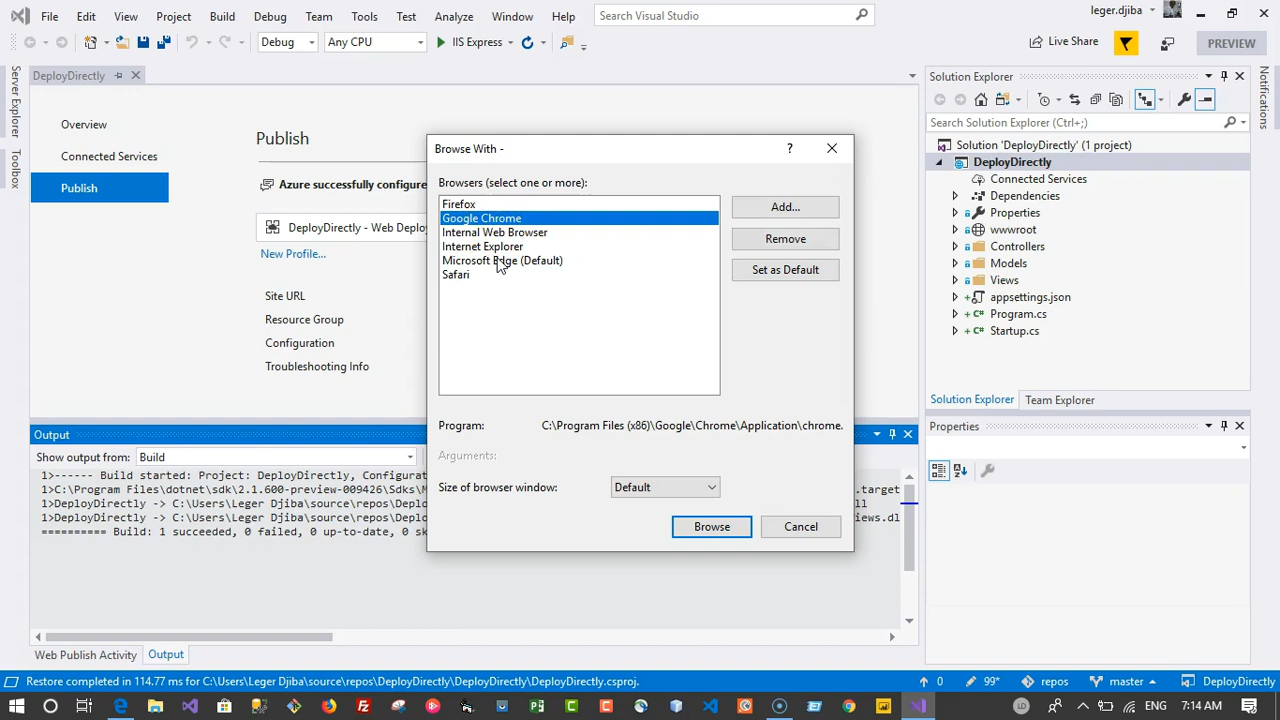 File Edit View Project Build Debug Team Tools Test Analyze Window Help Search Visual Studio leger.djiba
Debug Any CPU IIS Express Live Share PREVIEW
Server Explorer
Toolbox
DeployDirectly
Overview
Connected Services
Publish
Publish
Azure successfully configure
DeployDirectly - Web Deploy
New Profile...
Site URL
Resource Group
Configuration
Troubleshooting Info
Browse With -
?
Browsers (select one or more):
Firefox
Google Chrome
Internal Web Browser
Internet Explorer
Microsoft Edge (Default)
Safari
Add...
Remove
Set as Default
Program: C:\Program Files (x86)\Google\Chrome\Application\chrome.
Arguments:
Size of browser window: Default
Browse Cancel
Solution Explorer
Search Solution Explorer (Ctrl+;)
Solution 'DeployDirectly' (1 project)
DeployDirectly
Connected Services
Dependencies
Properties
wwwroot
Controllers
Models
Views
appsettings.json
C# Program.cs
C# Startup.cs
Solution Explorer Team Explorer
Properties
Notifications
Output
Show output from: Build
1>------ Build started: Project: DeployDirectly, Configurat
1>C:\Program Files\dotnet\sdk\2.1.600-preview-009426\Sdks\M .target
1>DeployDirectly -> C:\Users\Leger Djiba\source\repos\Deplo ll
1>DeployDirectly -> C:\Users\Leger Djiba\source\repos\Deplo iews.dl
========== Build: 1 succeeded, 0 failed, 0 up-to-date, 0 sk
Web Publish Activity Output
Restore completed in 114.77 ms for C:\Users\Leger Djiba\source\repos\DeployDirectly\DeployDirectly\DeployDirectly.csproj. 0 99* repos master DeployDirectly
ENG 7:14 AM